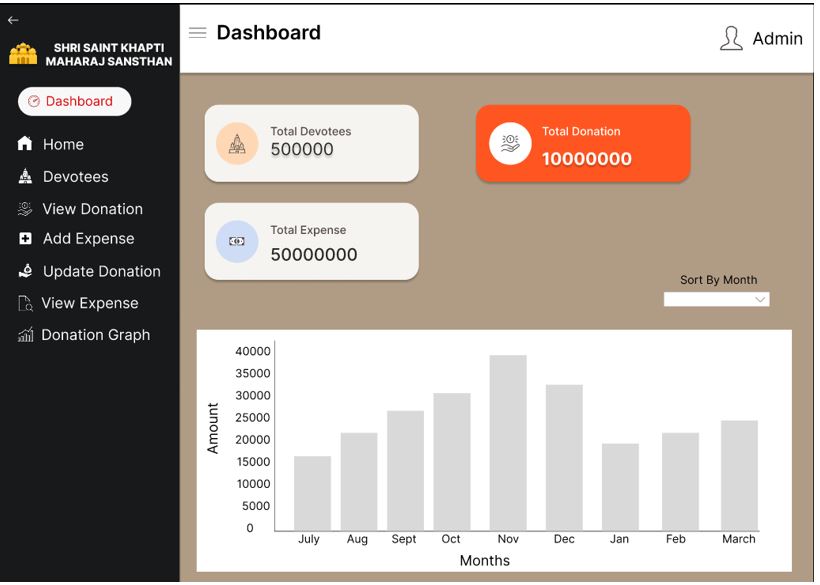 SHRI SAINT KHAPTI
MAHARAJ SANSTHAN
Dashboard
Home
Devotees
View Donation
Add Expense
Update Donation
View Expense
Donation Graph
Dashboard
Admin
Total Devotees
500000
Total Donation
10000000
Total Expense
50000000
Sort By Month
Amount
40000
35000
30000
25000
20000
15000
10000
5000
0
July Aug Sept Oct Nov Dec Jan Feb March
Months